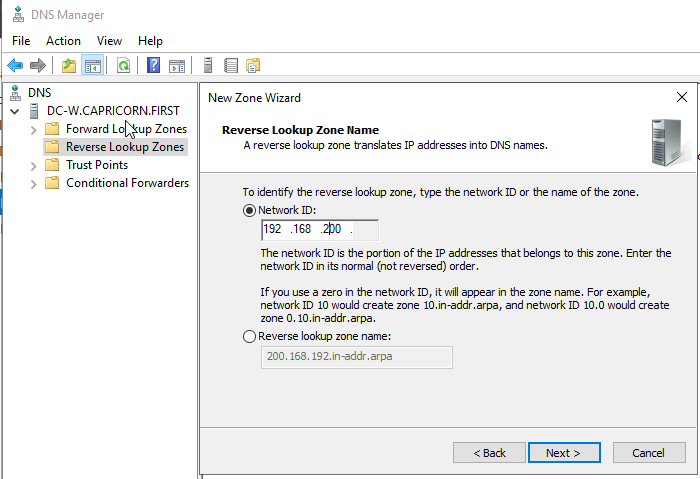 DNS Manager
File Action View Help
DNS
DC-W.CAPRICORN.FIRST
Forward Lookup Zones
Reverse Lookup Zones
Trust Points
Conditional Forwarders
New Zone Wizard
Reverse Lookup Zone Name
A reverse lookup zone translates IP addresses into DNS names.
To identify the reverse lookup zone, type the network ID or the name of the zone.
Network ID:
192 .168 .200 .
The network ID is the portion of the IP addresses that belongs to this zone. Enter the
network ID in its normal (not reversed) order.
If you use a zero in the network ID, it will appear in the zone name. For example,
network ID 10 would create zone 10.in-addr.arpa, and network ID 10.0 would create
zone 0.10.in-addr.arpa.
Reverse lookup zone name:
200.168.192.in-addr.arpa
< Back Next > Cancel